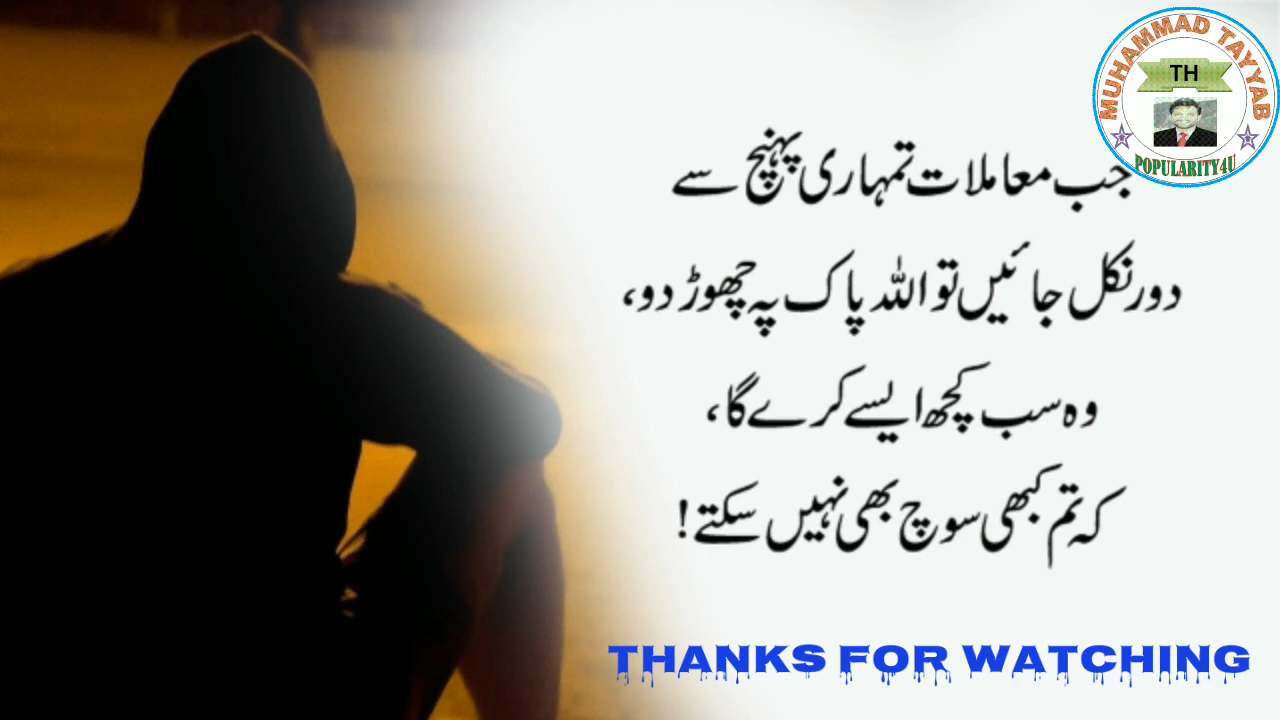 MUHAMMAD TAYYAB
TH
POPULARITY4U
جب معاملات تمہاری پہنچ سے
دور نکل جائیں تو اللہ پاک پہ چھوڑ دو،
وہ سب کچھ ایسے کرے گا،
کہ تم کبھی سوچ بھی نہیں سکتے!
THANKS FOR WATCHING